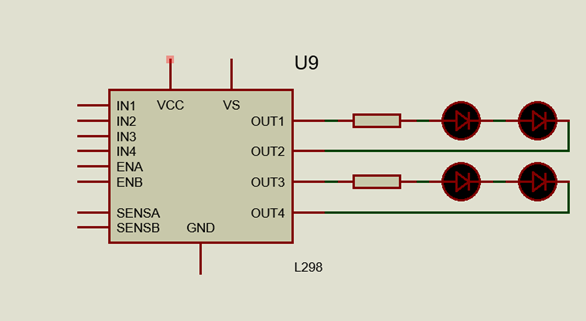 U9
VCC
VS
IN1
IN2
IN3
IN4
ENA
ENB
SENSA
SENSB
GND
OUT1
OUT2
OUT3
OUT4
L298